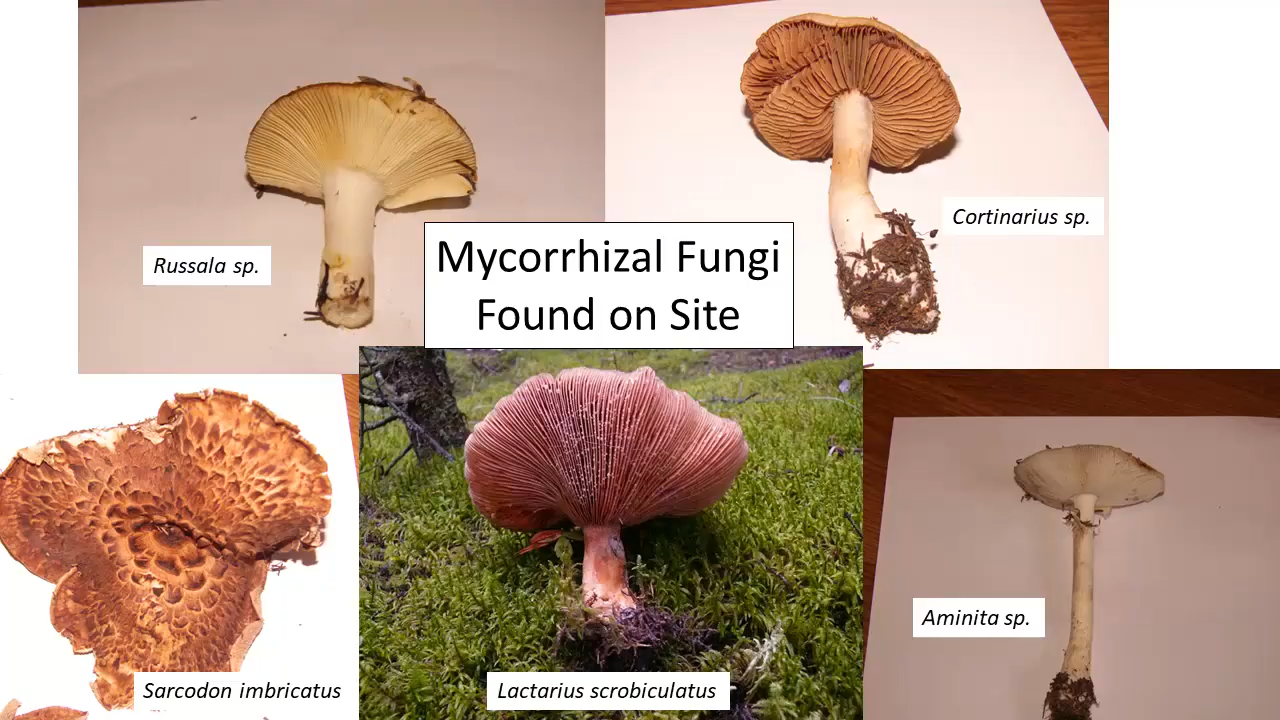 Mycorrhizal Fungi
Found on Site
Russala sp.
Cortinarius sp.
Sarcodon imbricatus
Lactarius scrobiculatus
Aminita sp.